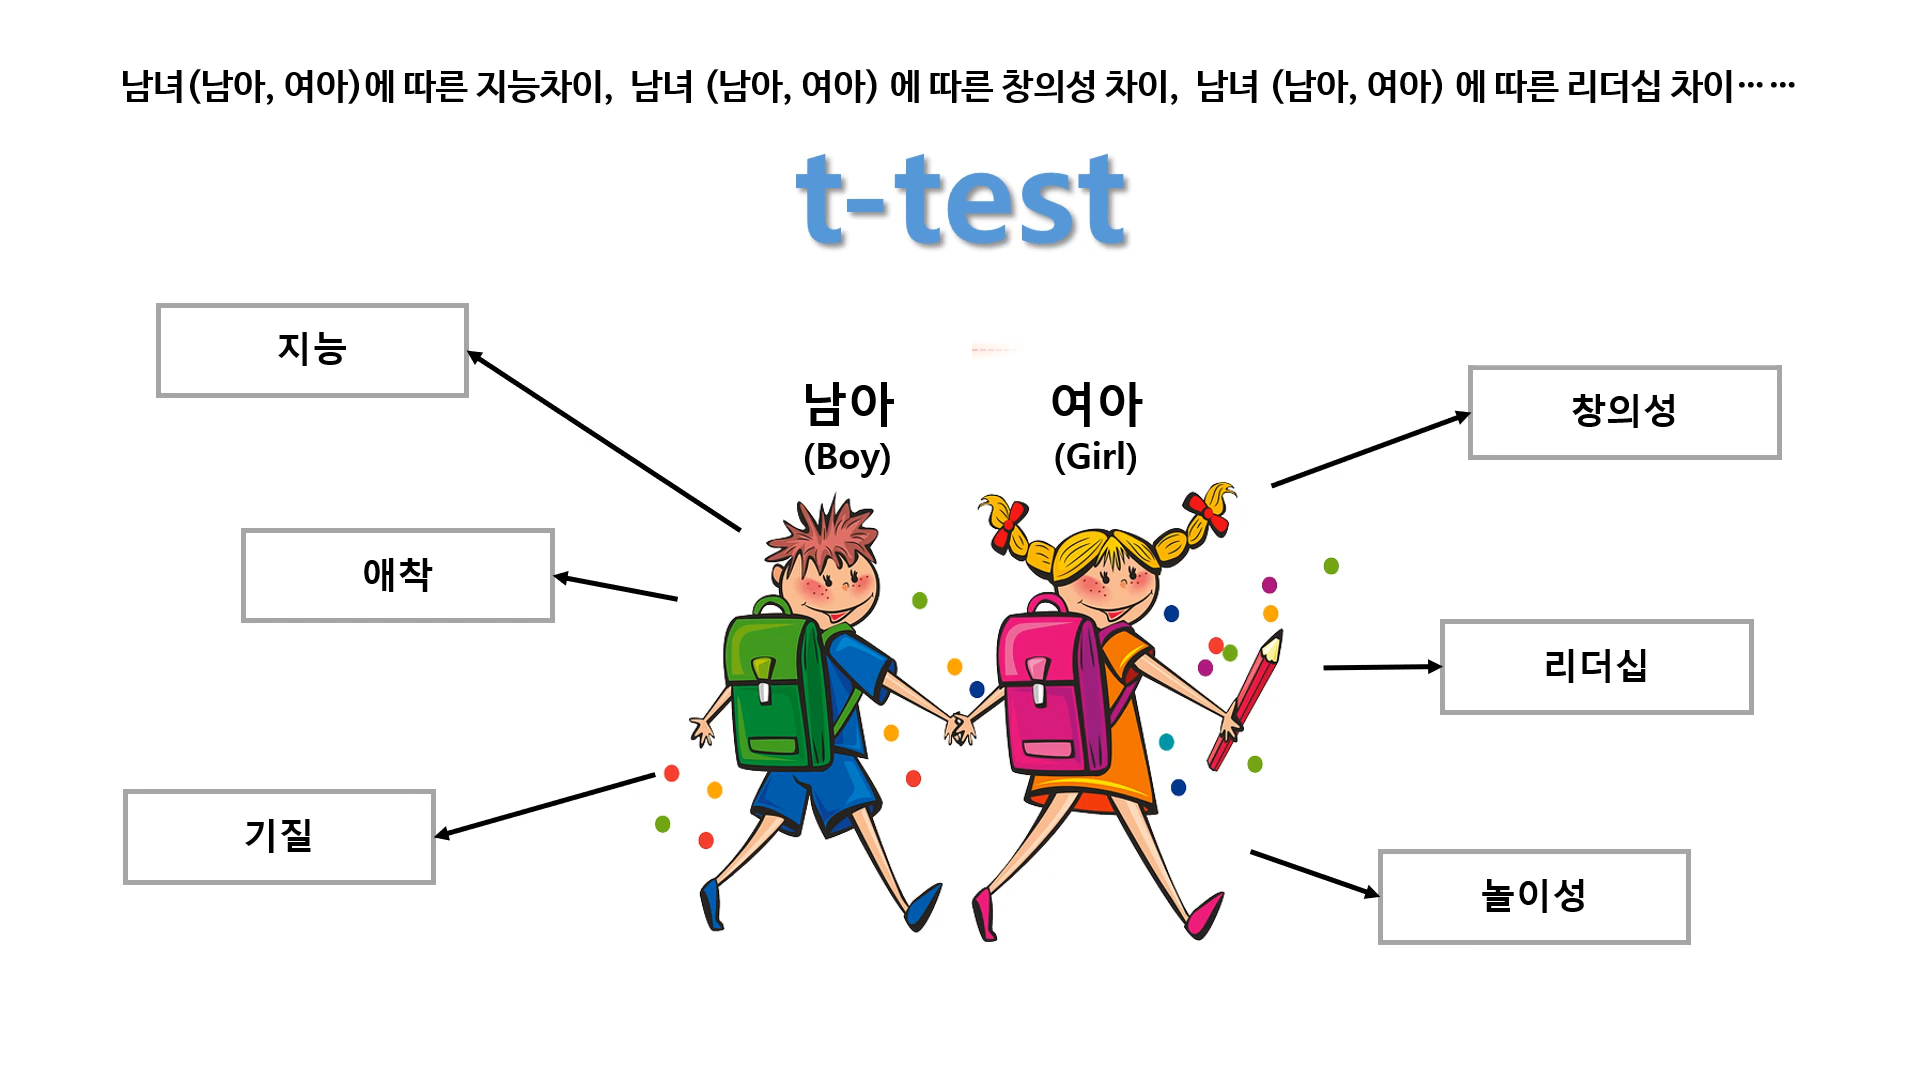 남녀(남아, 여아)에 따른 지능차이, 남녀 (남아, 여아) 에 따른 창의성 차이, 남녀 (남아, 여아) 에 따른 리더십 차이⋯⋯
t-test
지능
애착
기질
남아
(Boy)
여아
(Girl)
창의성
리더십
놀이성